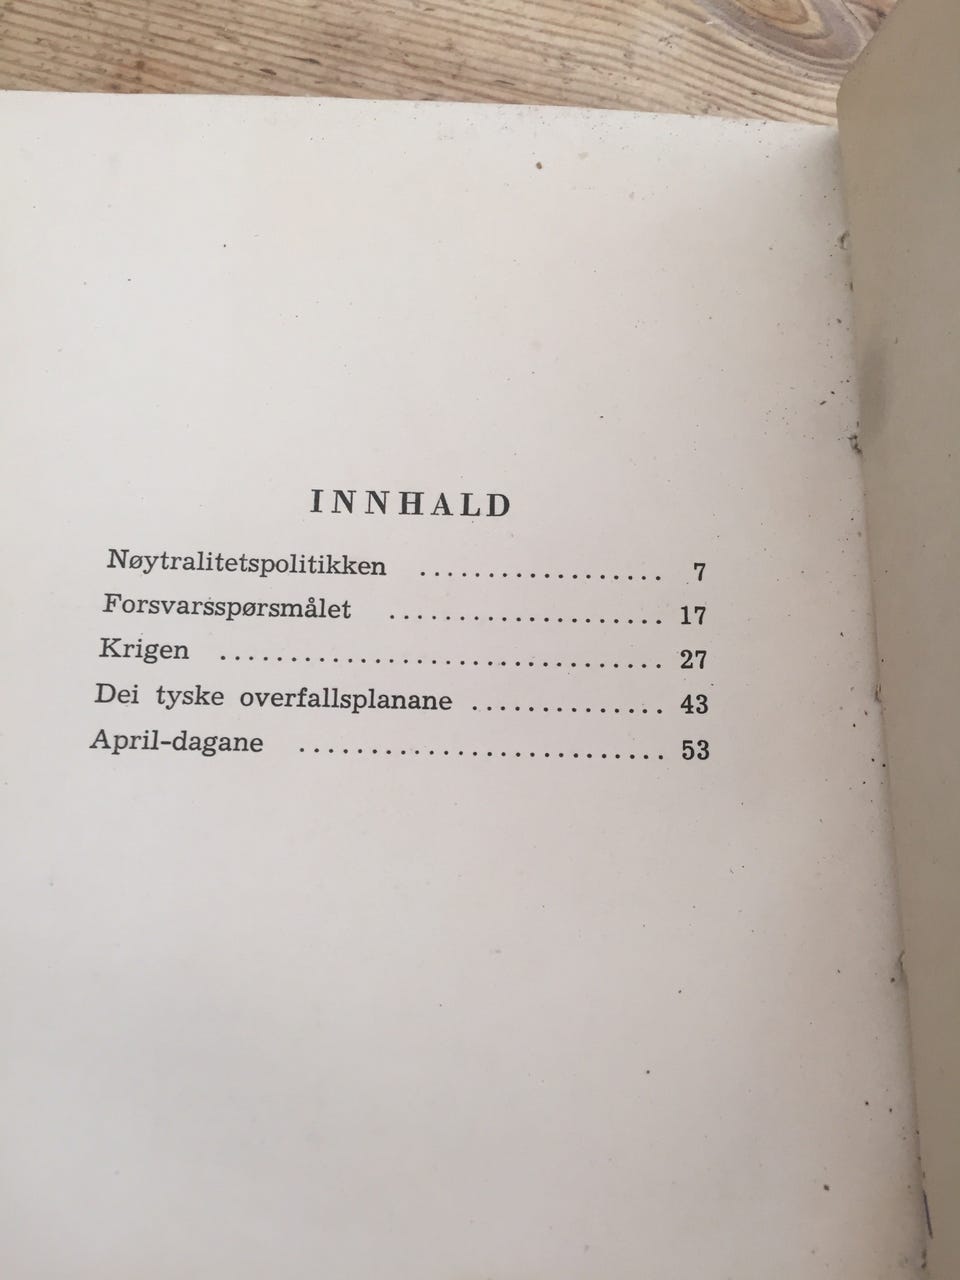 INNHALD
Nøytralitetspolitikken .................. 7
Forsvarsspørsmålet .................... 17
Krigen ................................ 27
Dei tyske overfallsplanane .............. 43
April-dagane ........................... 53